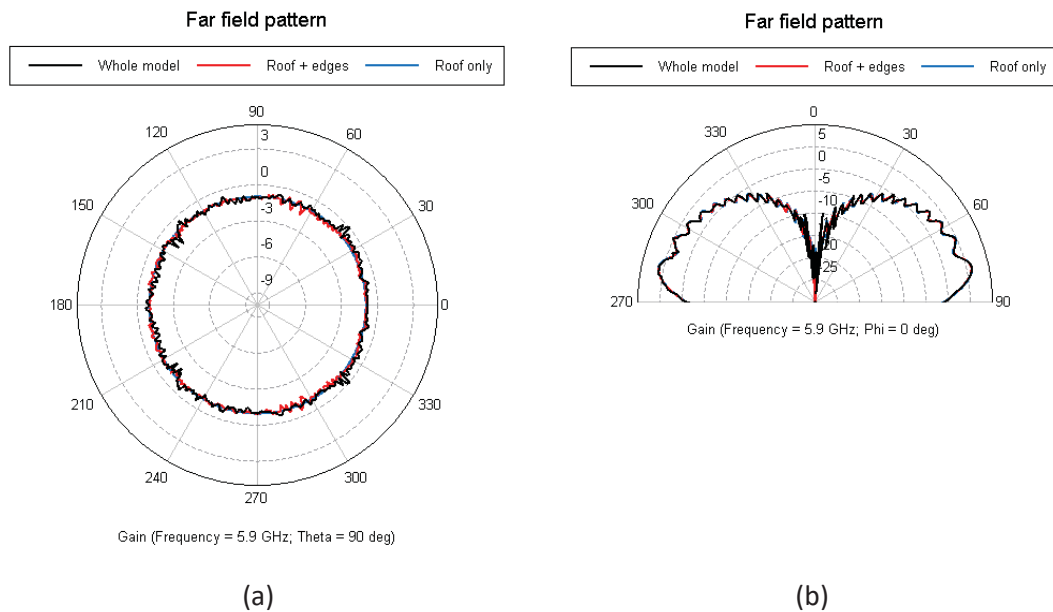 Far field pattern
Whole model Roof + edges Roof only
90
120 3 60
0
150 30
-3
-6
-9
180 0
210 330
240 300
270
Gain (Frequency = 5.9 GHz; Theta = 90 deg)
(a)
Far field pattern
Whole model Roof + edges Roof only
0
330 5 30
0
-5
300 -10 60
20
25
270 90
Gain (Frequency = 5.9 GHz; Phi = 0 deg)
(b)